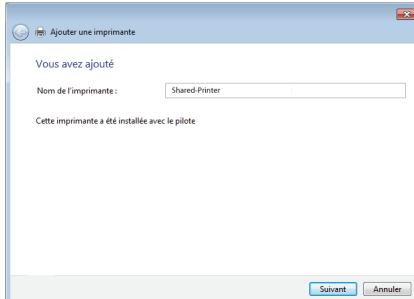 Ajouter une imprimante
Vous avez ajouté
Nom de l'imprimante : Shared-Printer
Cette imprimante a été installée avec le pilote
Suivant Annuler